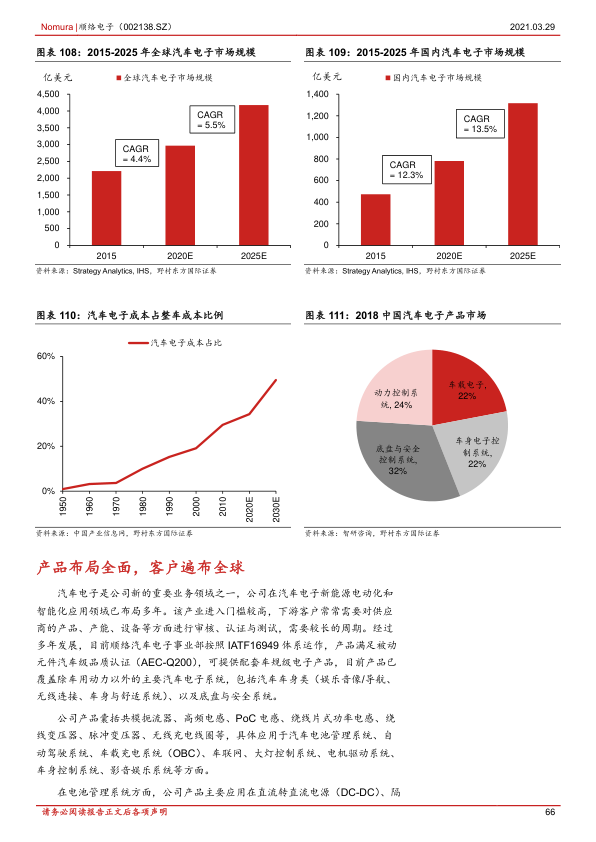 Nomura |顺络电子（002138.SZ） 2021.03.29
图表 108：2015-2025 年全球汽车电子市场规模
亿美元
全球汽车电子市场规模
4,500
4,000
3,500
3,000
2,500
2,000
1,500
1,000
500
0
CAGR
= 4.4%
CAGR
= 5.5%
2015 2020E 2025E
资料来源：Strategy Analytics, IHS，野村东方国际证券
图表 109：2015-2025 年国内汽车电子市场规模
亿美元
国内汽车电子市场规模
1,400
1,200
1,000
800
600
400
200
0
CAGR
= 12.3%
CAGR
= 13.5%
2015 2020E 2025E
资料来源：Strategy Analytics, IHS，野村东方国际证券
图表 110：汽车电子成本占整车成本比例
汽车电子成本占比
60%
40%
20%
0%
1950 1960 1970 1980 1990 2000 2010 2020E 2030E
资料来源：中国产业信息网，野村东方国际证券
图表 111：2018 中国汽车电子产品市场
车载电子,
22%
车身电子控
制系统,
22%
底盘与安全
控制系统,
32%
动力控制系
统, 24%
资料来源：智研咨询，野村东方国际证券
产品布局全面，客户遍布全球
汽车电子是公司新的重要业务领域之一，公司在汽车电子新能源电动化和
智能化应用领域已布局多年。该产业进入门槛较高，下游客户常常需要对供应
商的产品、产能、设备等方面进行审核、认证与测试，需要较长的周期。经过
多年发展，目前顺络汽车电子事业部按照 IATF16949 体系运作，产品满足被动
元件汽车级品质认证（AEC-Q200），可提供配套车规级电子产品，目前产品已
覆盖除车用动力以外的主要汽车电子系统，包括汽车车身类（娱乐音像/导航、
无线连接、车身与舒适系统）、以及底盘与安全系统。
公司产品囊括共模扼流器、高频电感、PoC 电感、绕线片式功率电感、绕
线变压器、脉冲变压器、无线充电线圈等，具体应用于汽车电池管理系统、自
动驾驶系统、车载充电系统（OBC）、车联网、大灯控制系统、电机驱动系统、
车身控制系统、影音娱乐系统等方面。
在电池管理系统方面，公司产品主要应用在直流转直流电源（DC-DC）、隔
请务必阅读报告正文后各项声明 66